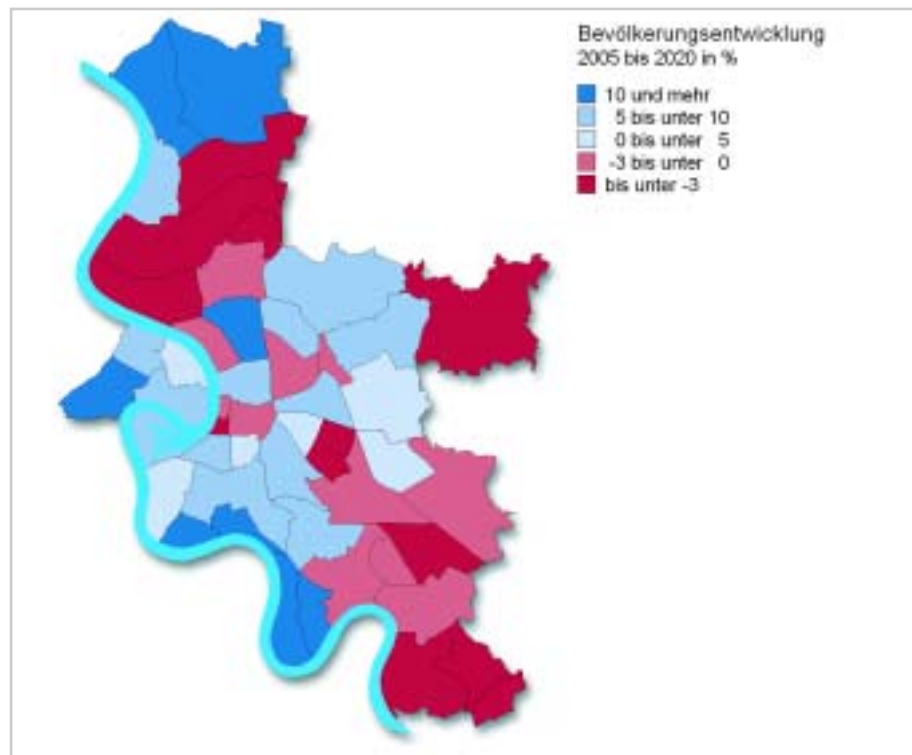 Bevölkerungsentwicklung
2005 bis 2020 in %
10 und mehr
5 bis unter 10
0 bis unter 5
-3 bis unter 0
bis unter -3